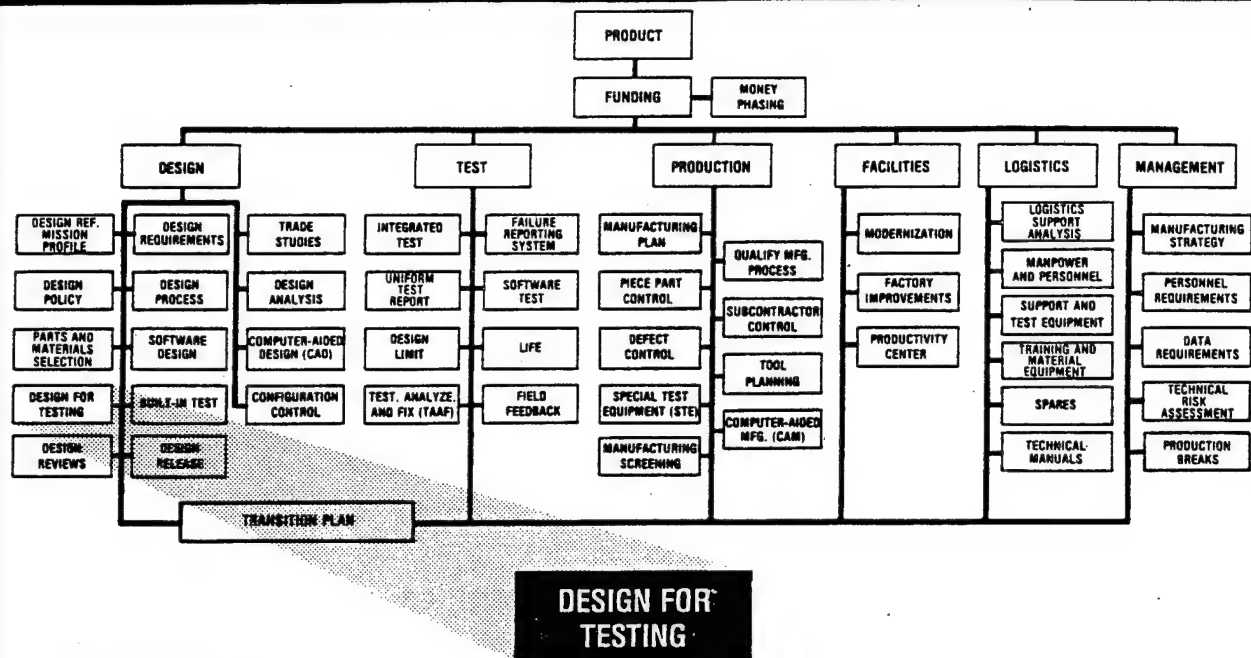 PRODUCT
FUNDING
MONEY
PHASING
DESIGN
TEST
PRODUCTION
FACILITIES
LOGISTICS
MANAGEMENT
DESIGN REF.
MISSION
PROFILE
DESIGN
REQUIREMENTS
TRADE
STUDIES
DESIGN
POLICY
DESIGN
PROCESS
DESIGN
ANALYSIS
PARTS AND
MATERIALS
SELECTION
SOFTWARE
DESIGN
COMPUTER-AIDED
DESIGN (CAD)
DESIGN FOR
TESTING
BUILT-IN TEST
CONFIGURATION
CONTROL
DESIGN
REVIEWS
DESIGN
RELEASE
INTEGRATED
TEST
FAILURE
REPORTING
SYSTEM
UNIFORM
TEST
REPORT
SOFTWARE
TEST
DESIGN
LIMIT
LIFE
TEST, ANALYZE,
AND FIX (TAAF)
FIELD
FEEDBACK
MANUFACTURING
PLAN
QUALIFY MFG.
PROCESS
PIECE PART
CONTROL
SUBCONTRACTOR
CONTROL
DEFECT
CONTROL
TOOL
PLANNING
SPECIAL TEST
EQUIPMENT (STE)
COMPUTER-AIDED
MFG. (CAM)
MANUFACTURING
SCREENING
MODERNIZATION
FACTORY
IMPROVEMENTS
PRODUCTIVITY
CENTER
LOGISTICS
SUPPORT
ANALYSIS
MANPOWER
AND PERSONNEL
SUPPORT AND
TEST EQUIPMENT
TRAINING AND
MATERIAL
EQUIPMENT
SPARES
TECHNICAL
MANUALS
MANUFACTURING
STRATEGY
PERSONNEL
REQUIREMENTS
DATA
REQUIREMENTS
TECHNICAL
RISK
ASSESSMENT
PRODUCTION
BREAKS
TRANSITION PLAN
DESIGN FOR
TESTING